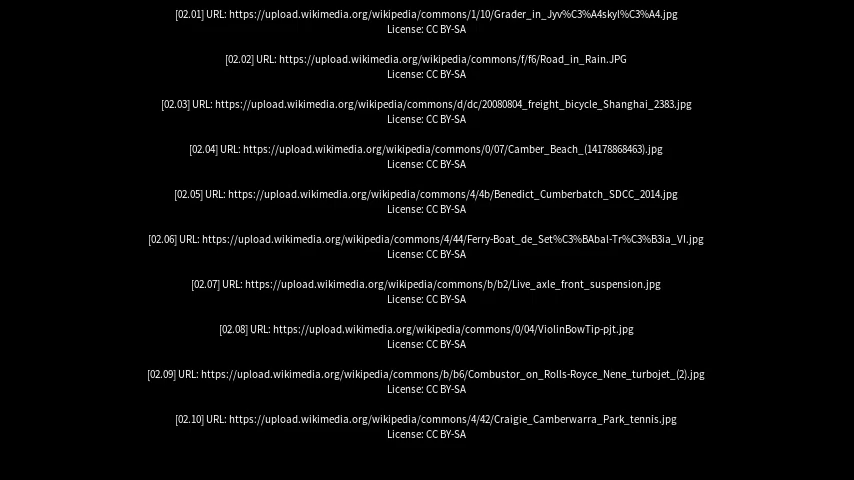 [02.01] URL: https://upload.wikimedia.org/wikipedia/commons/1/10/Grader_in_Jyv%C3%A4skyl%C3%A4.jpg
License: CC BY-SA
[02.02] URL: https://upload.wikimedia.org/wikipedia/commons/f/f6/Road_in_Rain.JPG
License: CC BY-SA
[02.03] URL: https://upload.wikimedia.org/wikipedia/commons/d/dc/20080804_freight_bicycle_Shanghai_2383.jpg
License: CC BY-SA
[02.04] URL: https://upload.wikimedia.org/wikipedia/commons/0/07/Camber_Beach_(14178868463).jpg
License: CC BY-SA
[02.05] URL: https://upload.wikimedia.org/wikipedia/commons/4/4b/Benedict_Cumberbatch_SDCC_2014.jpg
License: CC BY-SA
[02.06] URL: https://upload.wikimedia.org/wikipedia/commons/4/44/Ferry-Boat_de_Set%C3%BAbal-Tr%C3%B3ia_VI.jpg
License: CC BY-SA
[02.07] URL: https://upload.wikimedia.org/wikipedia/commons/b/b2/Live_axle_front_suspension.jpg
License: CC BY-SA
[02.08] URL: https://upload.wikimedia.org/wikipedia/commons/0/04/ViolinBowTip-pjt.jpg
License: CC BY-SA
[02.09] URL: https://upload.wikimedia.org/wikipedia/commons/b/b6/Combustor_on_Rolls-Royce_Nene_turbojet_(2).jpg
License: CC BY-SA
[02.10] URL: https://upload.wikimedia.org/wikipedia/commons/4/42/Craigie_Camberwarra_Park_tennis.jpg
License: CC BY-SA